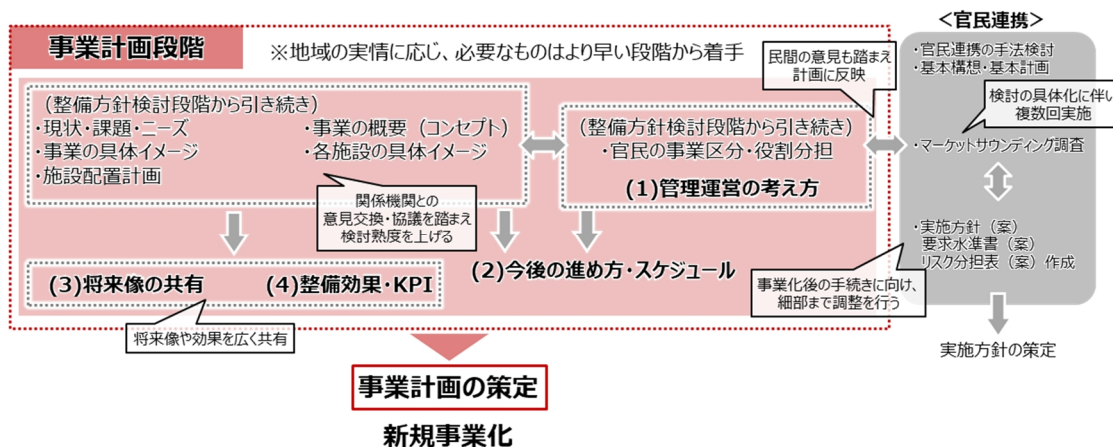 <官民連携>
事業計画段階
※地域の実情に応じ、必要なものはより早い段階から着手
民間の意見も踏まえ
計画に反映
・官民連携の手法検討
・基本構想・基本計画
(整備方針検討段階から引き続き)
・現状・課題・ニーズ
・事業の具体イメージ
・施設配置計画
・事業の概要(コンセプト)
・各施設の具体イメージ
(整備方針検討段階から引き続き)
・官民の事業区分・役割分担
(1)管理運営の考え方
検討の具体化に伴い
複数回実施
・マーケットサウンディング調査
関係機関との
意見交換・協議を踏まえ
検討熟度を上げる
・実施方針(案)
要求水準書(案)
リスク分担表(案)作成
(3)将来像の共有
(4)整備効果・KPI
(2)今後の進め方・スケジュール
事業化後の手続きに向け、
細部まで調整を行う
将来像や効果を広く共有
実施方針の策定
事業計画の策定
新規事業化